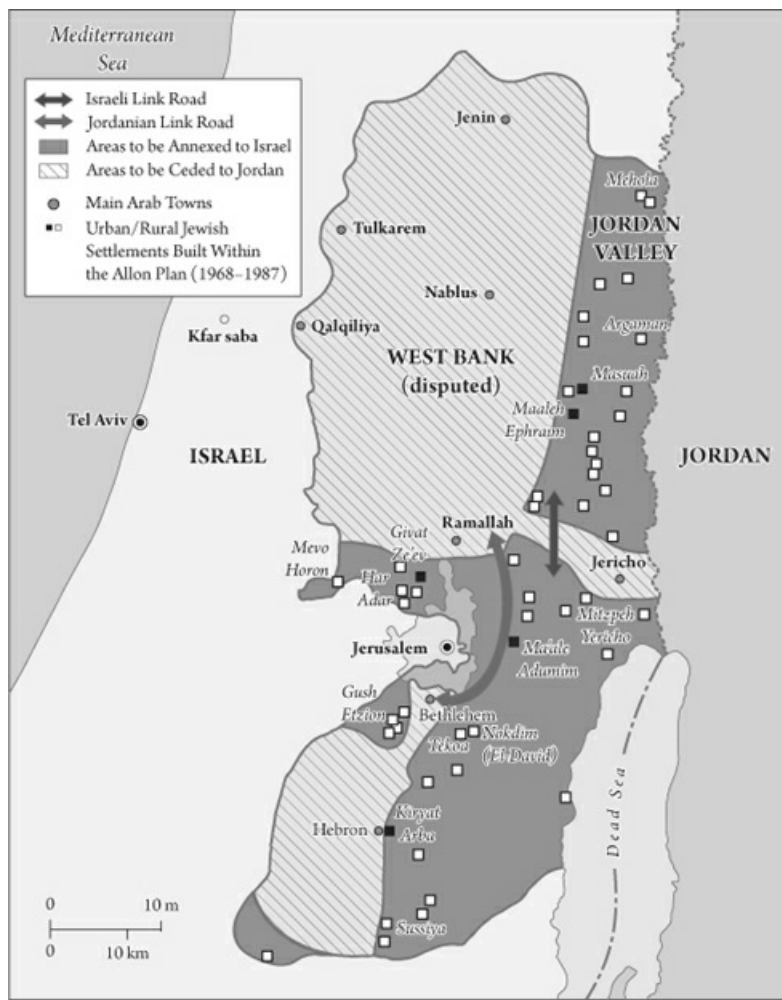 Mediterranean
Sea
Israeli Link Road
Jordanian Link Road
Areas to be Annexed to Israel
Areas to be Ceded to Jordan
Main Arab Towns
Urban/Rural Jewish
Settlements Built Within
the Allon Plan (1968–1987)
Jenin
Mehola
JORDAN
VALLEY
Tulkarem
Nablus
Kfar saba
Qalqiliya
Argaman
WEST BANK
(disputed)
Masuah
Maaleh
Ephraim
Tel Aviv
ISRAEL
JORDAN
Ramallah
Givat
Ze'ev
Mevo
Horon
Har
Adar
Jericho
Mitzpeh
Yericho
Jerusalem
Ma'ale
Adumim
Gush
Etzion
Bethlehem
Tekoa
Nokdim
(El-David)
Hebron
Kiryat
Arba
Dead Sea
Sussiya
0 10 m
0 10 km